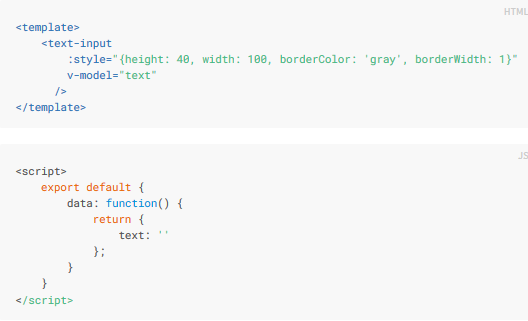 HTML
<template>
    <text-input
        :style="{height: 40, width: 100, borderColor: 'gray', borderWidth: 1}"
        v-model="text"
      />
</template>
JS
<script>
    export default {
        data: function() {
            return {
                text: ''
            };
        }
    }
</script>